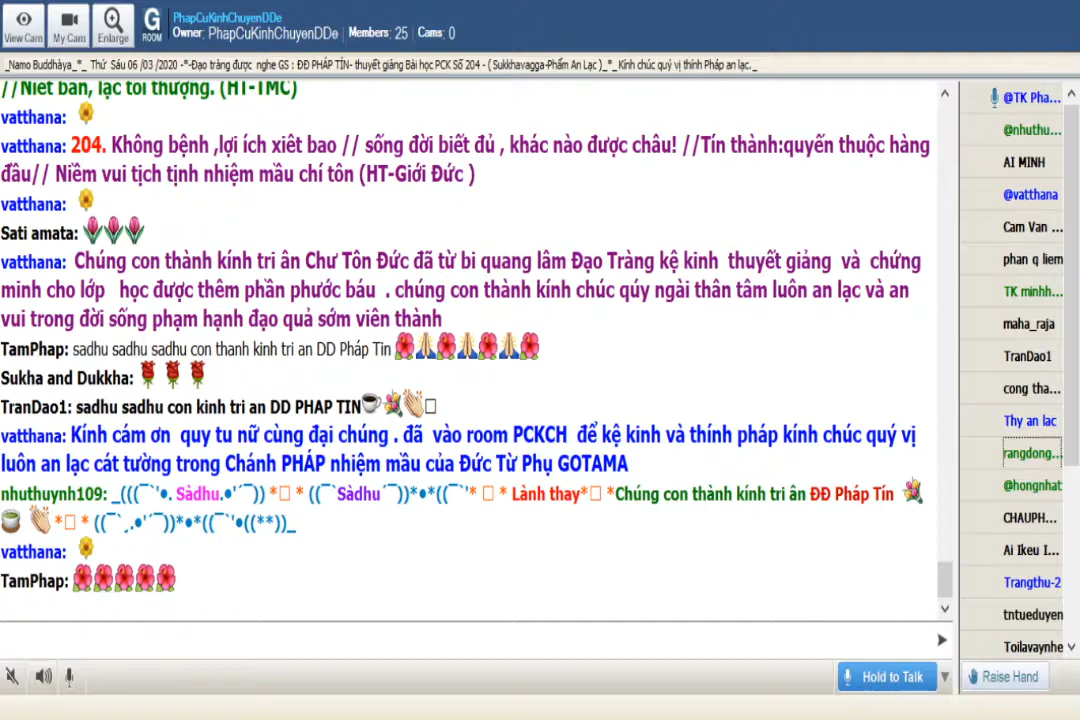 PhapCuKinhChuyenDDe
Owner: PhapCuKinhChuyenDDe | Members: 25 | Cams: 0
View Cam My Cam Enlarge G ROOM
_Namo Buddhàya_*_ Thứ Sáu 06 /03 /2020 -*-Đạo tràng được nghe GS : ĐĐ PHÁP TÍN- thuyết giảng Bài học PCK Số 204 - ( Sukkhavagga-Phẩm An Lạc )_*_Kính chúc quý vị thính Pháp an lạc._
//Niết bàn, lạc tối thượng. (HT-TMC)
vatthana:
vatthana: 204. Không bệnh ,lợi ích xiêt bao // sống đời biết đủ , khác nào được châu! //Tín thành:quyến thuộc hàng
đầu// Niềm vui tịch tịnh nhiệm mầu chí tôn (HT-Giới Đức )
vatthana:
Sati amata:
vatthana: Chúng con thành kính tri ân Chư Tôn Đức đã từ bi quang lâm Đạo Tràng kệ kinh thuyết giảng và chứng
minh cho lớp học được thêm phần phước báu . chúng con thành kính chúc qúy ngài thân tâm luôn an lạc và an
vui trong đời sống phạm hạnh đạo quả sớm viên thành
TamPhap: sadhu sadhu sadhu con thanh kinh tri an DD Pháp Tin
Sukha and Dukkha:
TranDao1: sadhu sadhu con kinh tri an DD PHAP TIN
vatthana: Kính cám ơn quy tu nữ cùng đại chúng . đã vào room PCKCH để kệ kinh và thính pháp kính chúc quý vị
luôn an lạc cát tường trong Chánh PHÁP nhiệm mầu của Đức Từ Phụ GOTAMA
nhuthuynh109: _(((¯`'•. Sàdhu.•'´¯)) *□ * ((¯`Sàdhu´¯))*•*((¯`'* □ * Lành thay*□ *Chúng con thành kính tri ân ĐĐ Pháp Tín
*□ * ((¯`¸.•'´¯))*•*((¯`'•((**))_
vatthana:
TamPhap:
@TK Pha...
@nhuthu...
AI MINH
@vatthana
Cam Van ...
phan q liem
TK minhh...
maha_raja
TranDao1
cong tha...
Thy an lac
rangdong...
@hongnhat
CHAUPH...
Ai Ikeu I...
Trangthu-2
tntueduyen
Toilavaynhe
Hold to Talk
Raise Hand